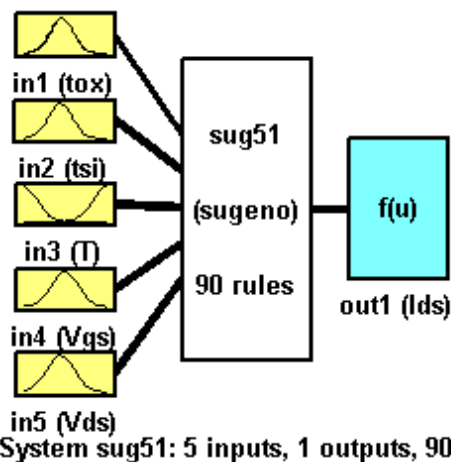 in1 (tox)
in2 (tsi)
in3 (T)
in4 (Vgs)
in5 (Vds)
sug51
(sugeno)
90 rules
f(u)
out1 (Ids)
System sug51: 5 inputs, 1 outputs, 90